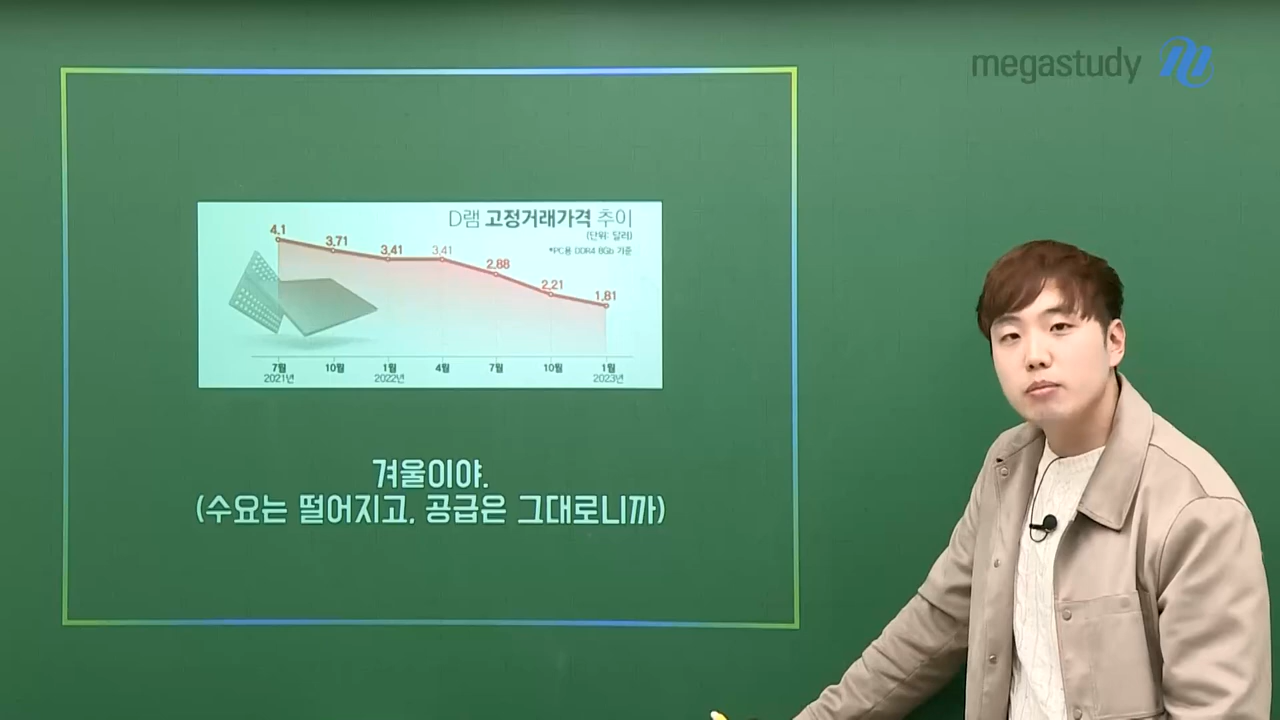 megastudy
D램 고정거래가격 추이
(단위: 달러)
*PC용 DDR4 8Gb 기준
4.1
3.71
3.41
3.41
2.88
2.21
1.81
7월 10월 1월 4월 7월 10월 1월
2021년 2022년 2023년
겨울이야.
(수요는 떨어지고, 공급은 그대로니까)